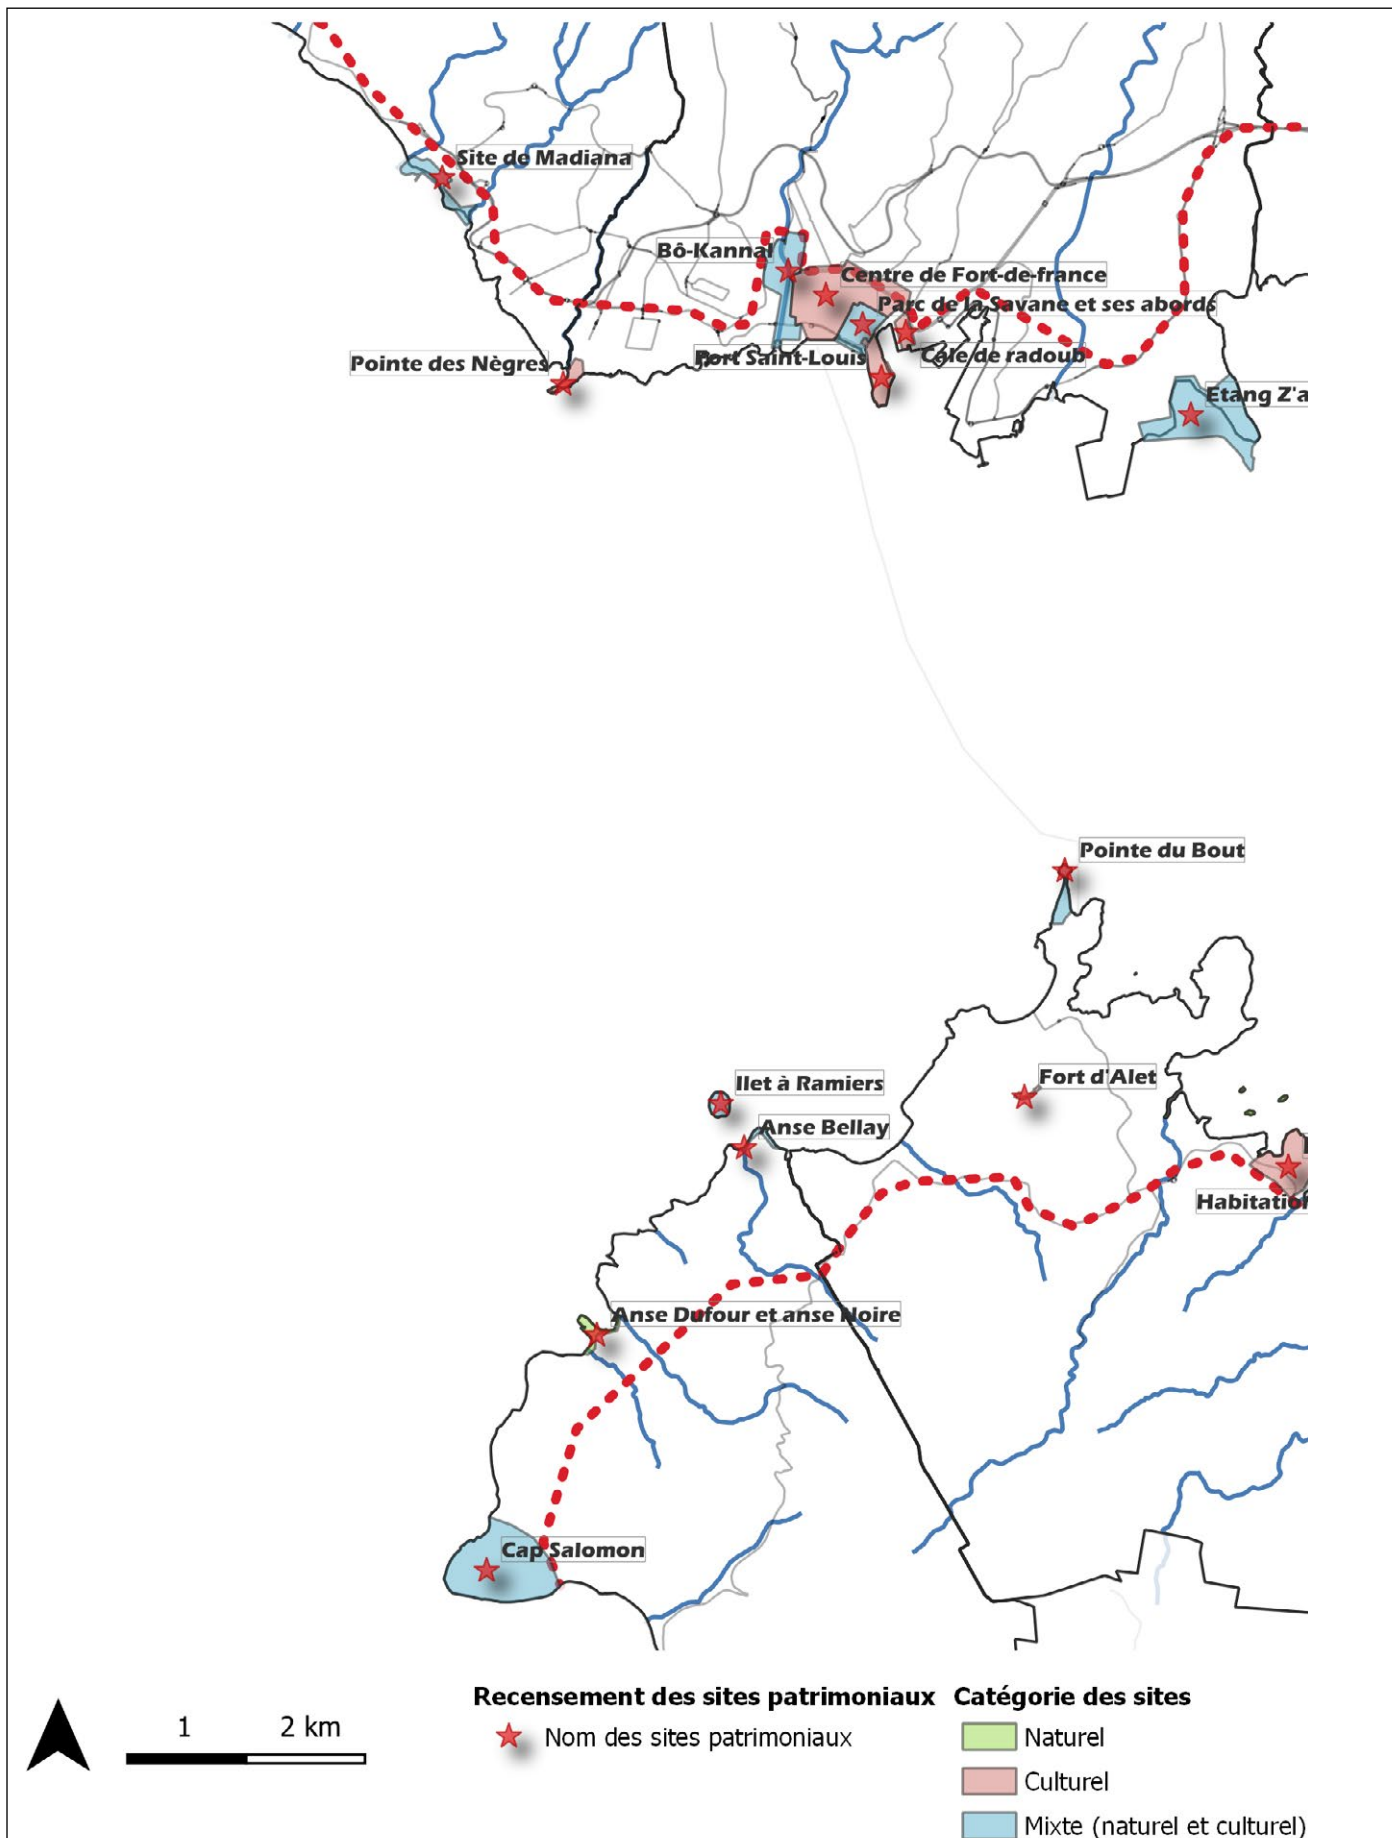 Site de Madiana
Bô-Kannal
Centre de Fort-de-france
Parc de la Savane et ses abords
Pointe des Nègres
Fort Saint-Louis
Cale de radoub
Etang Z'a
Pointe du Bout
Ilet à Ramiers
Fort d'Alet
Anse Bellay
Habitation
Anse Dufour et anse Noire
Cap Salomon
Recensement des sites patrimoniaux
Catégorie des sites
1
2 km
Nom des sites patrimoniaux
Naturel
Culturel
Mixte (naturel et culturel)